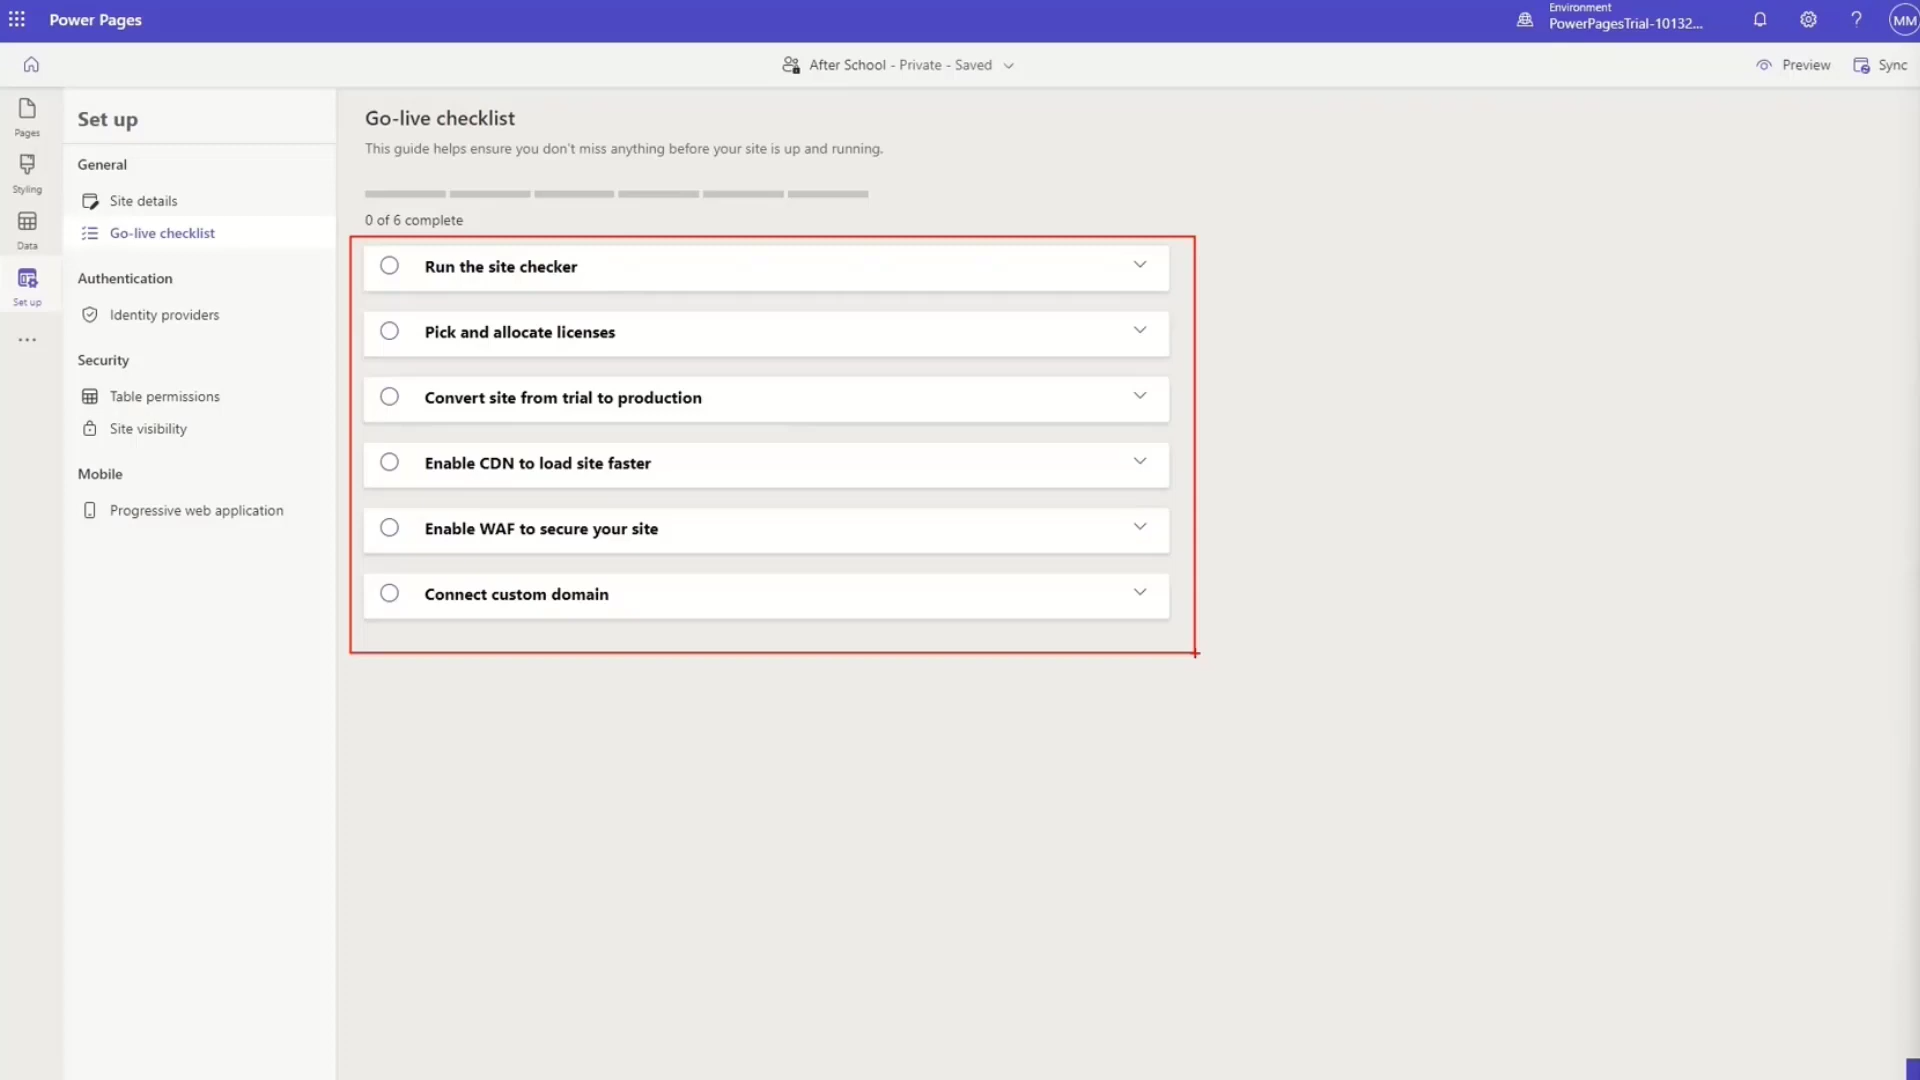 Power Pages
Environment
PowerPagesTrial-10132...
?
MM
After School - Private - Saved
Preview
Sync
Pages
Styling
Data
Set up
Set up
General
Site details
Go-live checklist
Authentication
Identity providers
Security
Table permissions
Site visibility
Mobile
Progressive web application
Go-live checklist
This guide helps ensure you don't miss anything before your site is up and running.
0 of 6 complete
Run the site checker
Pick and allocate licenses
Convert site from trial to production
Enable CDN to load site faster
Enable WAF to secure your site
Connect custom domain